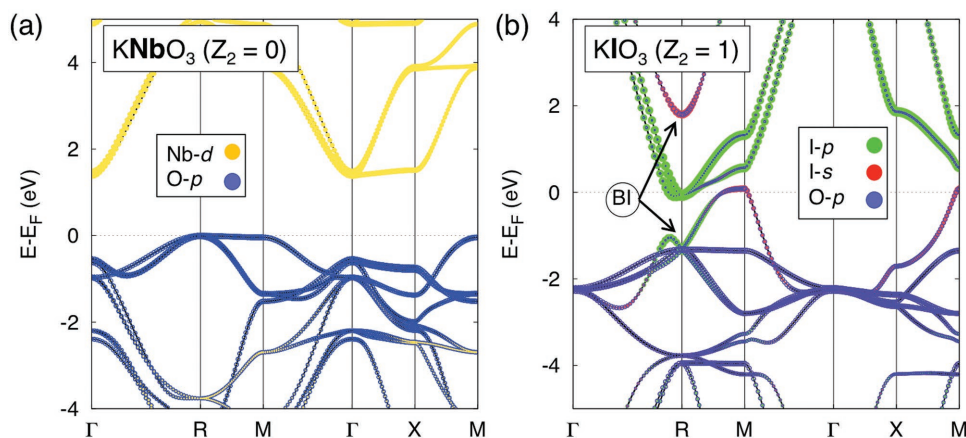 (a)
KNbO3 (Z2 = 0)
Nb-d
O-p
E-EF (eV)
4
2
0
-2
-4
Γ R M Γ X M
(b)
KIO3 (Z2 = 1)
I-p
I-s
O-p
BI
E-EF (eV)
4
2
0
-2
-4
Γ R M Γ X M